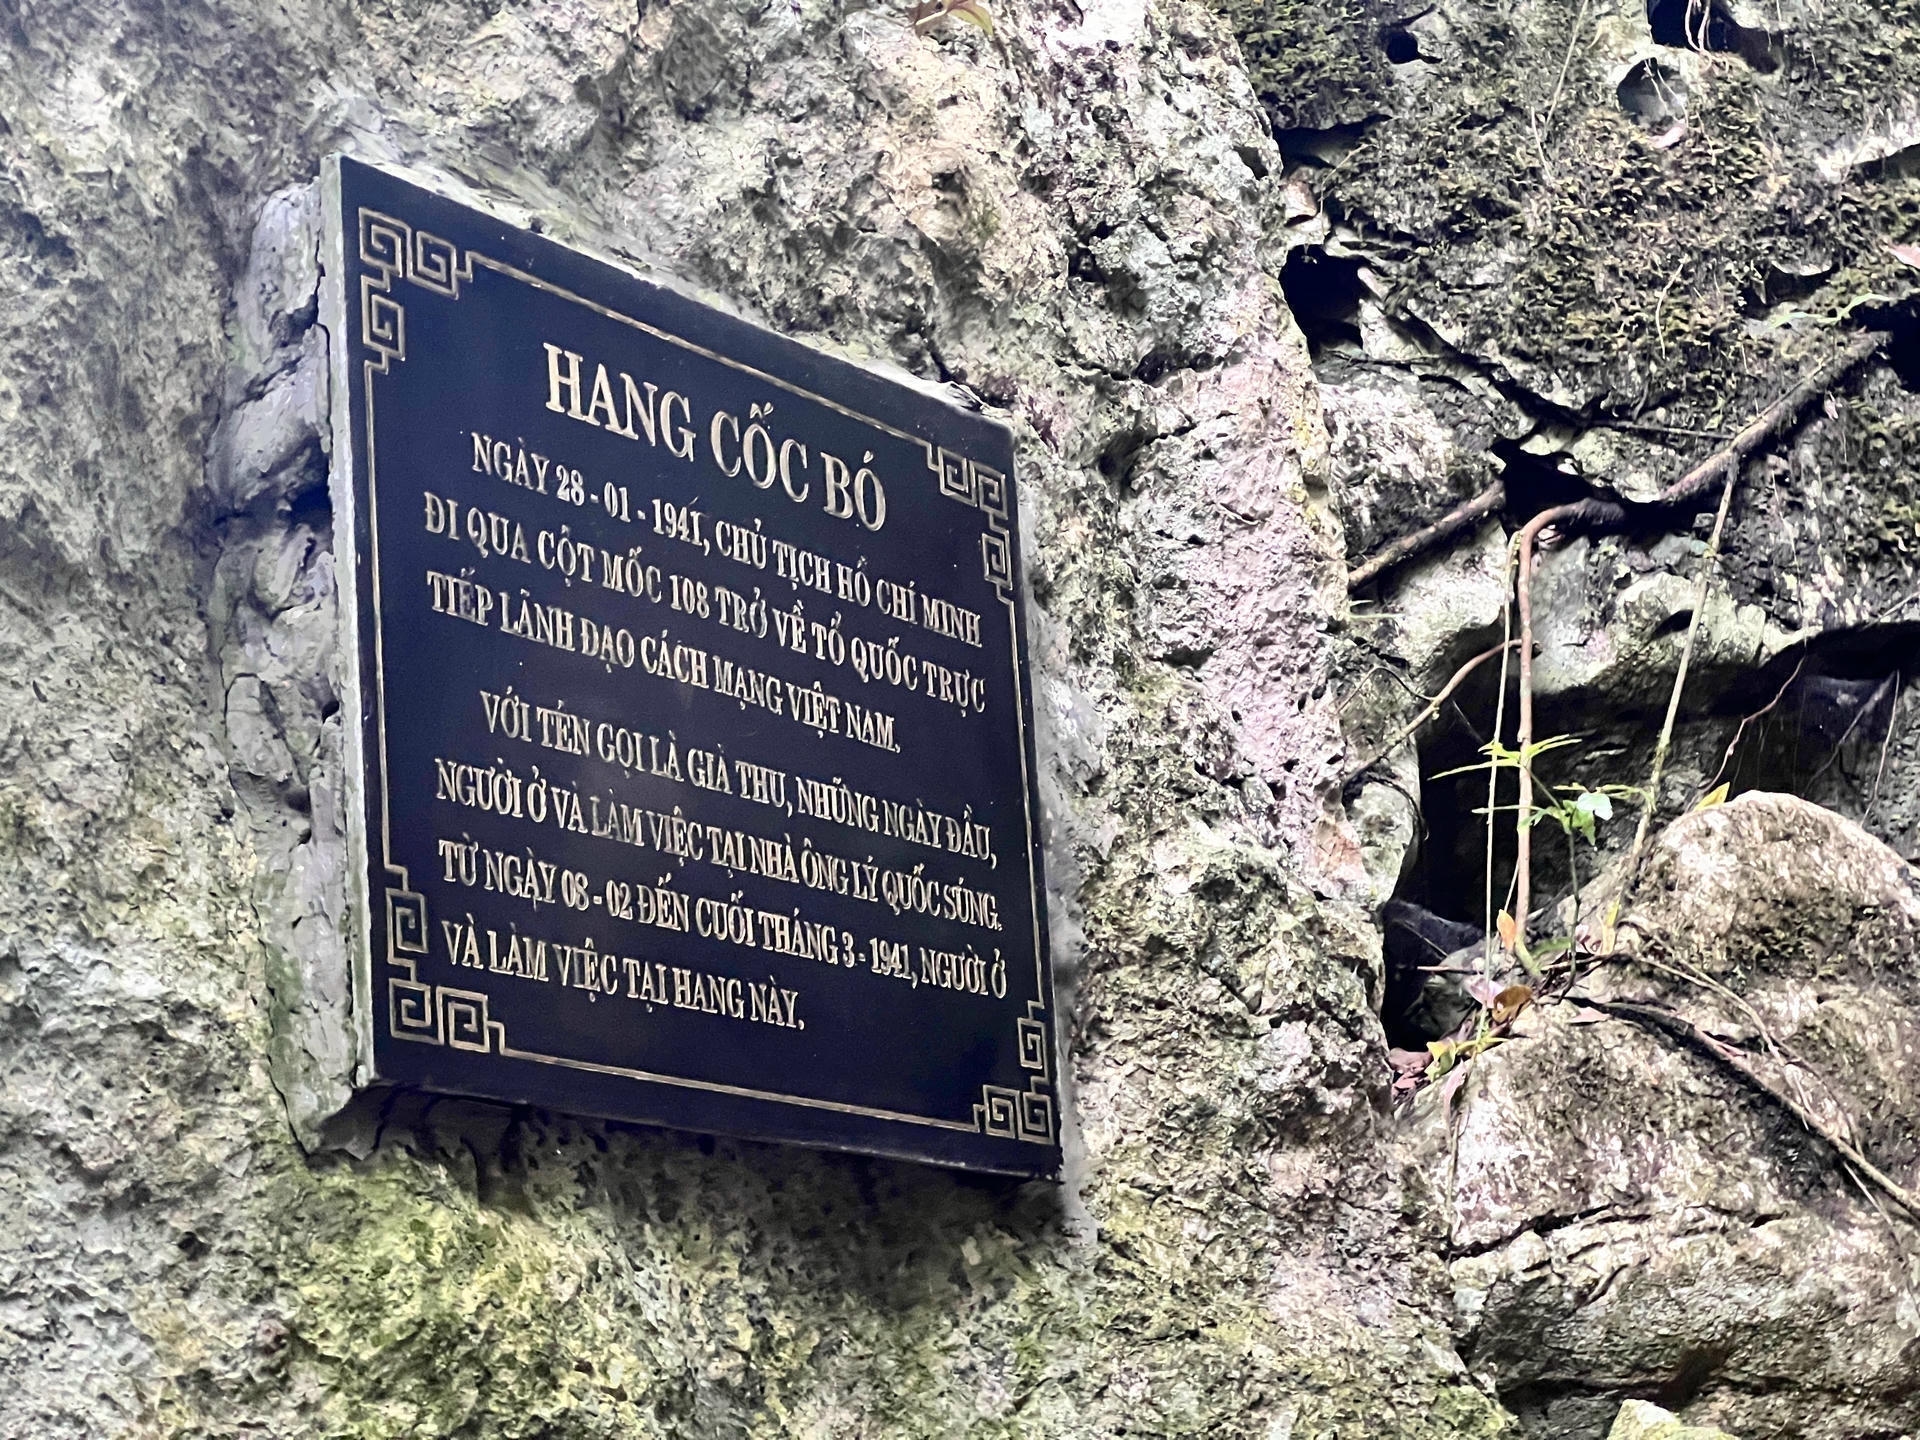 HANG CỐC BÓ
NGÀY 28 - 01 - 1941, CHỦ TỊCH HỒ CHÍ MINH
ĐI QUA CỘT MỐC 108 TRỞ VỀ TỔ QUỐC TRỰC
TIẾP LÃNH ĐẠO CÁCH MẠNG VIỆT NAM.
VỚI TÊN GỌI LÀ GIÀ THU, NHỮNG NGÀY ĐẦU,
NGƯỜI Ở VÀ LÀM VIỆC TẠI NHÀ ÔNG LÝ QUỐC SÚNG.
TỪ NGÀY 08 - 02 ĐẾN CUỐI THÁNG 3 - 1941, NGƯỜI Ở
VÀ LÀM VIỆC TẠI HANG NÀY.